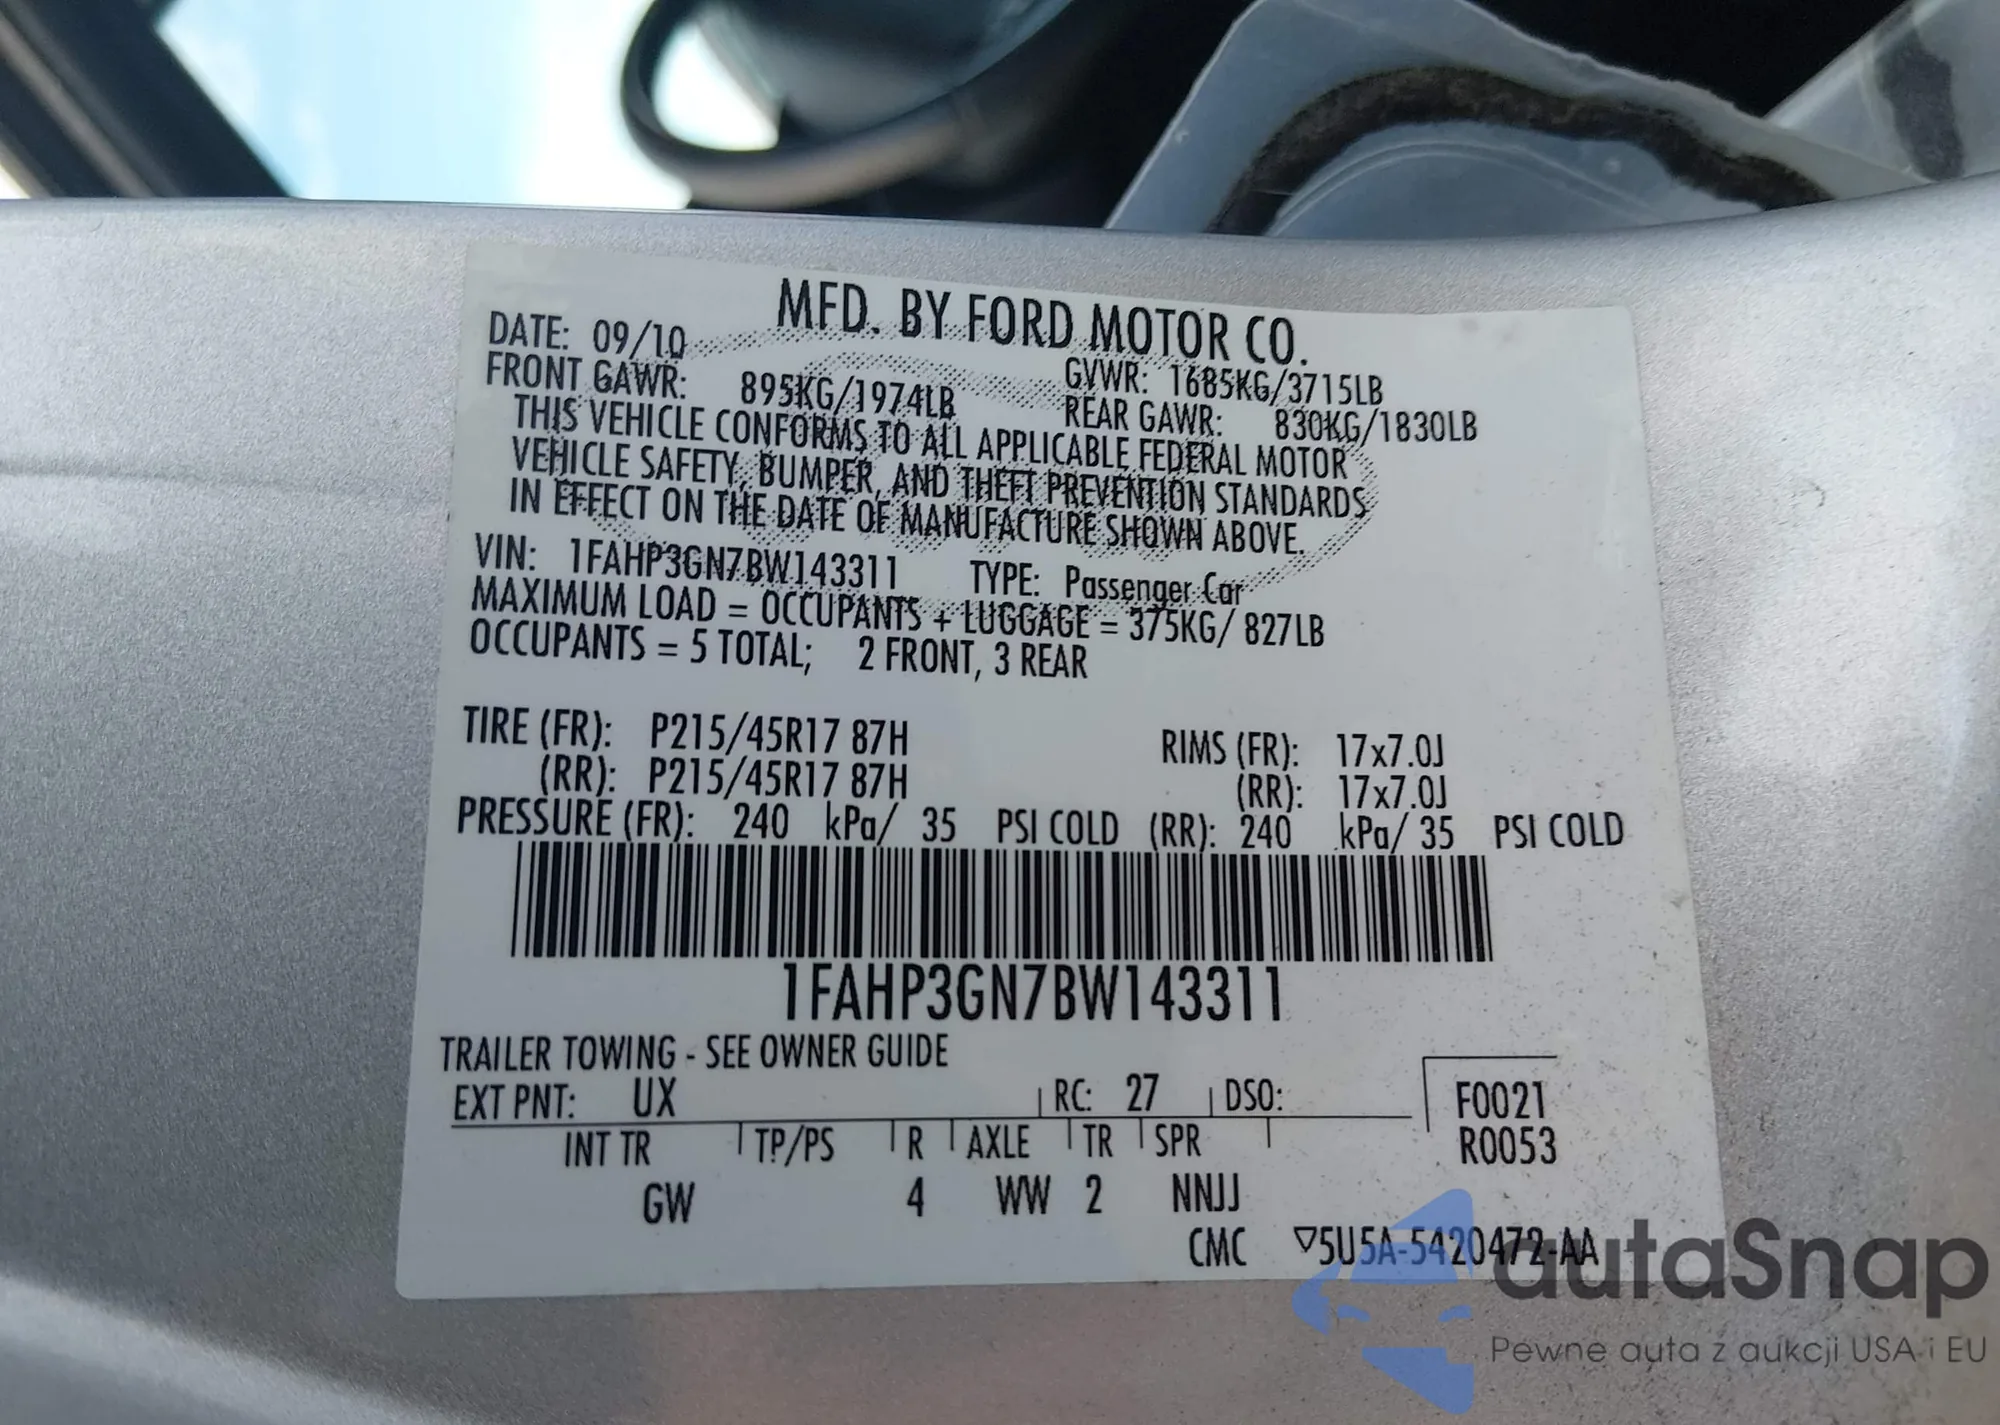 MFD. BY FORD MOTOR CO.
DATE: 09/10 GVWR: 1685KG/3715LB
FRONT GAWR: 895KG/1974LB REAR GAWR: 830KG/1830LB
THIS VEHICLE CONFORMS TO ALL APPLICABLE FEDERAL MOTOR
VEHICLE SAFETY, BUMPER, AND THEFT PREVENTION STANDARDS
IN EFFECT ON THE DATE OF MANUFACTURE SHOWN ABOVE.
VIN: 1FAHP3GN7BW143311 TYPE: Passenger Car
MAXIMUM LOAD = OCCUPANTS + LUGGAGE = 375KG/ 827LB
OCCUPANTS = 5 TOTAL; 2 FRONT, 3 REAR
TIRE (FR): P215/45R17 87H RIMS (FR): 17x7.0J
(RR): P215/45R17 87H (RR): 17x7.0J
PRESSURE (FR): 240 kPa/ 35 PSI COLD (RR): 240 kPa/ 35 PSI COLD
1FAHP3GN7BW143311
TRAILER TOWING - SEE OWNER GUIDE
EXT PNT: UX RC: 27 DSO: F0021
INT TR TP/PS R AXLE TR SPR R0053
GW 4 WW 2 NNJJ
CMC ▽5U5A-5420472-AA
autaSnap
Pewne auta z aukcji USA i EU